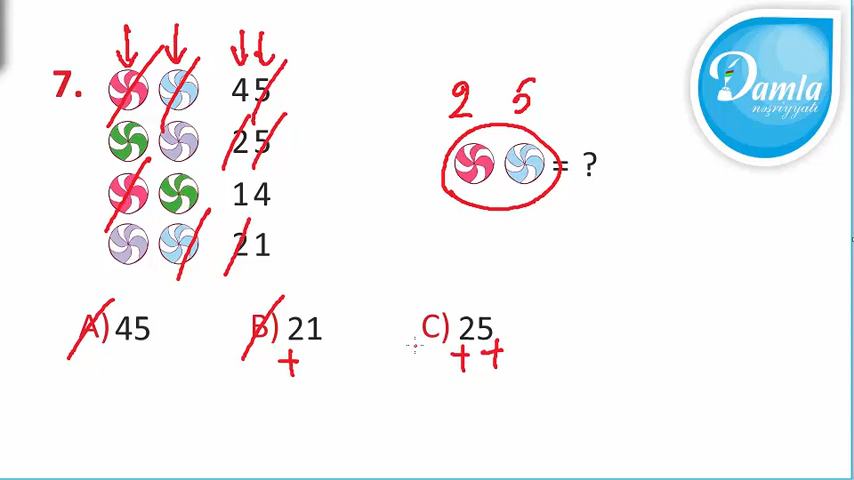 7.
45
25
14
21
2 5
= ?
A) 45 B) 21 C) 25
+ + +
Damla
nəşriyyatı